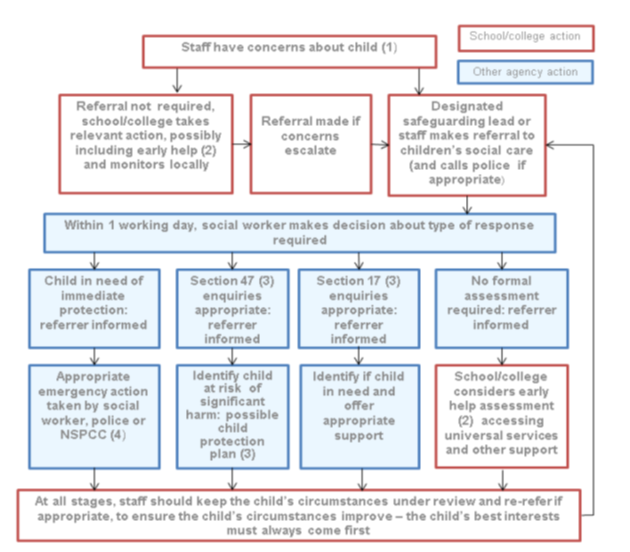 School/college action
Staff have concerns about child (1)
Other agency action
Referral not required,
school/college takes
relevant action, possibly
including early help (2)
and monitors locally
Referral made if
concerns
escalate
Designated
safeguarding lead or
staff makes referral to
children's social care
(and calls police if
appropriate)
Within 1 working day, social worker makes decision about type of response
required
Child in need of
immediate
protection:
referrer informed
Section 47 (3)
enquiries
appropriate:
referrer
informed
Section 17 (3)
enquiries
appropriate:
referrer
informed
No formal
assessment
required: referrer
informed
Appropriate
emergency action
taken by social
worker, police or
NSPCC (4)
Identify child
at risk of
significant
harm: possible
child
protection
plan (3)
Identify if child
in need and
offer
appropriate
support
School/college
considers early
help assessment
(2) accessing
universal services
and other support
At all stages, staff should keep the child's circumstances under review and re-refer if
appropriate, to ensure the child's circumstances improve – the child's best interests
must always come first